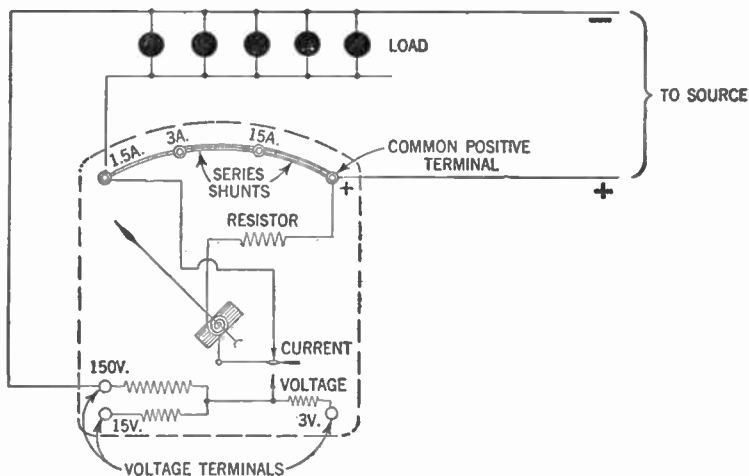 −
LOAD
TO SOURCE
1.5A.
3A.
15A.
COMMON POSITIVE
TERMINAL
SERIES
SHUNTS
+
+
RESISTOR
CURRENT
150V.
VOLTAGE
15V.
3V.
VOLTAGE TERMINALS